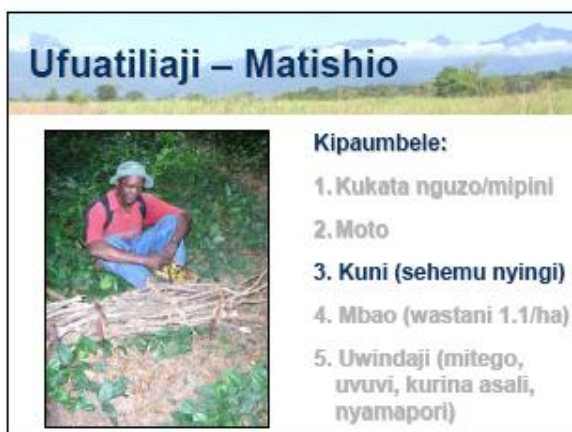 Ufuatiliaji – Matishio
Kipaumbele:
1. Kukata nguzo/mipini
2. Moto
3. Kuni (sehemu nyingi)
4. Mbao (wastani 1.1/ha)
5. Uwindaji (mitego,
uvuvi, kurina asali,
nyamapori)